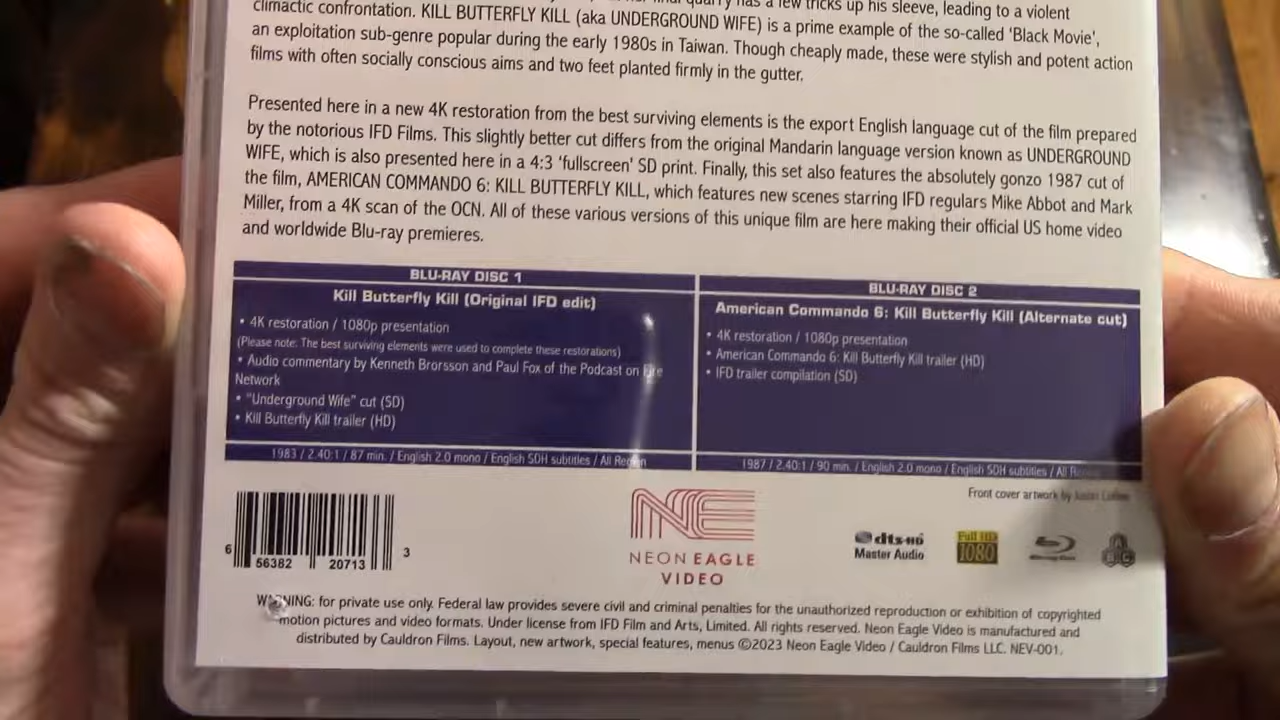 quarry has a few tricks up his sleeve, leading to a violent
climactic confrontation. KILL BUTTERFLY KILL (aka UNDERGROUND WIFE) is a prime example of the so-called 'Black Movie',
an exploitation sub-genre popular during the early 1980s in Taiwan. Though cheaply made, these were stylish and potent action
films with often socially conscious aims and two feet planted firmly in the gutter.
Presented here in a new 4K restoration from the best surviving elements is the export English language cut of the film prepared
by the notorious IFD Films. This slightly better cut differs from the original Mandarin language version known as UNDERGROUND
WIFE, which is also presented here in a 4:3 'fullscreen' SD print. Finally, this set also features the absolutely gonzo 1987 cut of
the film, AMERICAN COMMANDO 6: KILL BUTTERFLY KILL, which features new scenes starring IFD regulars Mike Abbot and Mark
Miller, from a 4K scan of the OCN. All of these various versions of this unique film are here making their official US home video
and worldwide Blu-ray premieres.
BLU-RAY DISC 1
Kill Butterfly Kill (Original IFD edit)
• 4K restoration / 1080p presentation
(Please note: The best surviving elements were used to complete these restorations)
• Audio commentary by Kenneth Brorsson and Paul Fox of the Podcast on Fire
Network
• "Underground Wife" cut (SD)
• Kill Butterfly Kill trailer (HD)
1983 / 2.40:1 / 87 min. / English 2.0 mono / English SDH subtitles / All Region
BLU-RAY DISC 2
American Commando 6: Kill Butterfly Kill (Alternate cut)
• 4K restoration / 1080p presentation
• American Commando 6: Kill Butterfly Kill trailer (HD)
• IFD trailer compilation (SD)
1987 / 2.40:1 / 90 min. / English 2.0 mono / English SDH subtitles / All Region
Front cover artwork by Justin
6 56382 20713 3
NE
NEON EAGLE
VIDEO
dts-HD
Master Audio
Full HD
1080
Blu-ray Disc
A B C
WARNING: for private use only. Federal law provides severe civil and criminal penalties for the unauthorized reproduction or exhibition of copyrighted
motion pictures and video formats. Under license from IFD Film and Arts, Limited. All rights reserved. Neon Eagle Video is manufactured and
distributed by Cauldron Films. Layout, new artwork, special features, menus ©2023 Neon Eagle Video / Cauldron Films LLC. NEV-001.